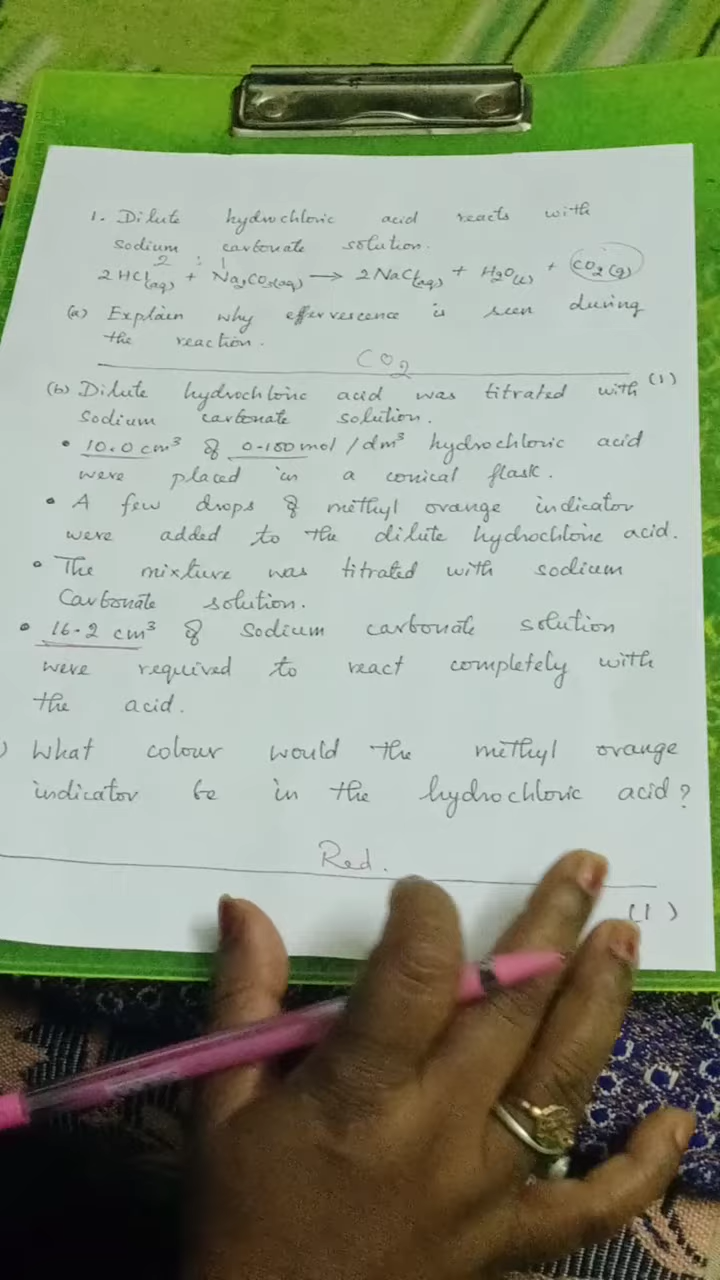 1. Dilute hydrochloric acid reacts with
sodium carbonate solution.
2 : 1
2HCl(aq) + Na2CO3(aq) → 2NaCl(aq) + H2O(l) + CO2(g)
(a) Explain why effervescence is seen during
the reaction.
CO2
(1)
(b) Dilute hydrochloric acid was titrated with
sodium carbonate solution.
• 10.0 cm³ of 0.100 mol/dm³ hydrochloric acid
were placed in a conical flask.
• A few drops of methyl orange indicator
were added to the dilute hydrochloric acid.
• The mixture was titrated with sodium
Carbonate solution.
• 16.2 cm³ of Sodium carbonate solution
were required to react completely with
the acid.
) What colour would the methyl orange
indicator be in the hydrochloric acid?
Red.
(1)